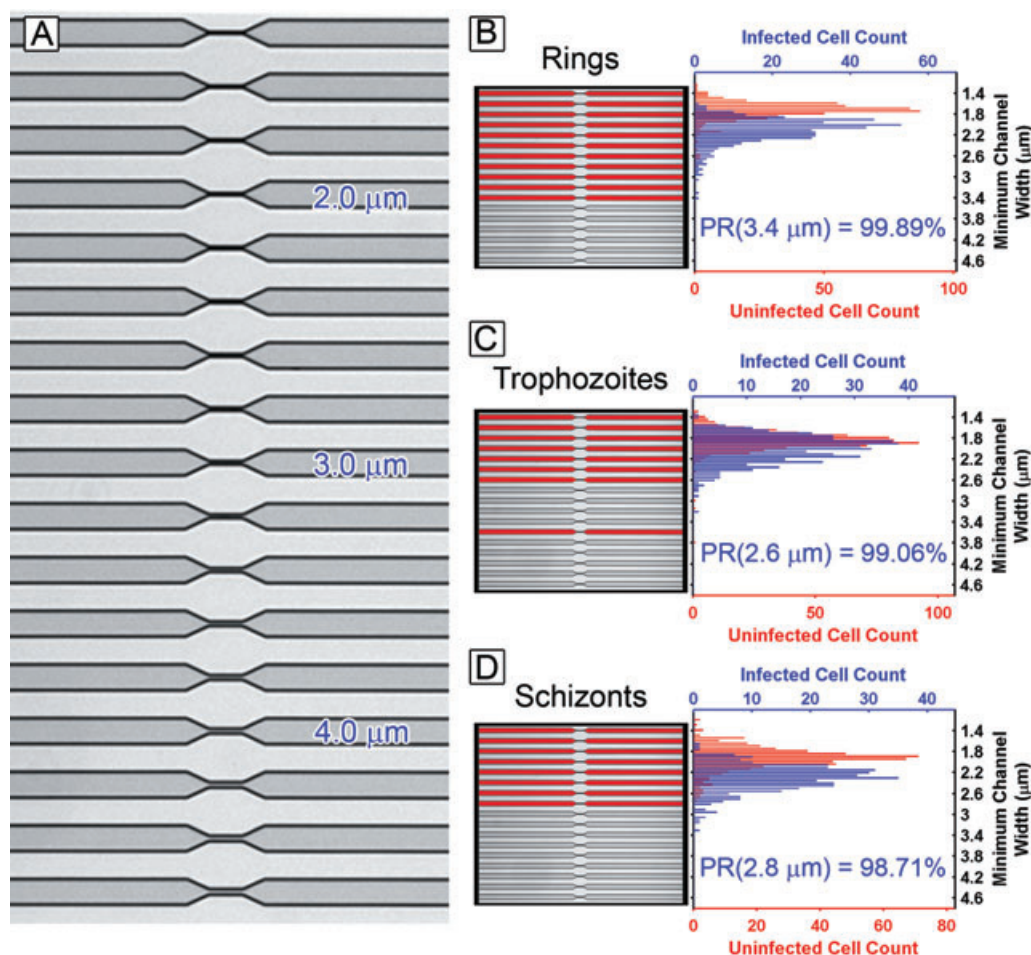 A
2.0 μm
3.0 μm
4.0 μm
B
Rings
Infected Cell Count
0 20 40 60
1.4
1.8
2.2
2.6
3
3.4
3.8
4.2
4.6
Minimum Channel
Width (μm)
PR(3.4 μm) = 99.89%
0 50 100
Uninfected Cell Count
C
Trophozoites
Infected Cell Count
0 10 20 30 40
1.4
1.8
2.2
2.6
3
3.4
3.8
4.2
4.6
Minimum Channel
Width (μm)
PR(2.6 μm) = 99.06%
0 50 100
Uninfected Cell Count
D
Schizonts
Infected Cell Count
0 10 20 30 40
1.4
1.8
2.2
2.6
3
3.4
3.8
4.2
4.6
Minimum Channel
Width (μm)
PR(2.8 μm) = 98.71%
0 20 40 60 80
Uninfected Cell Count